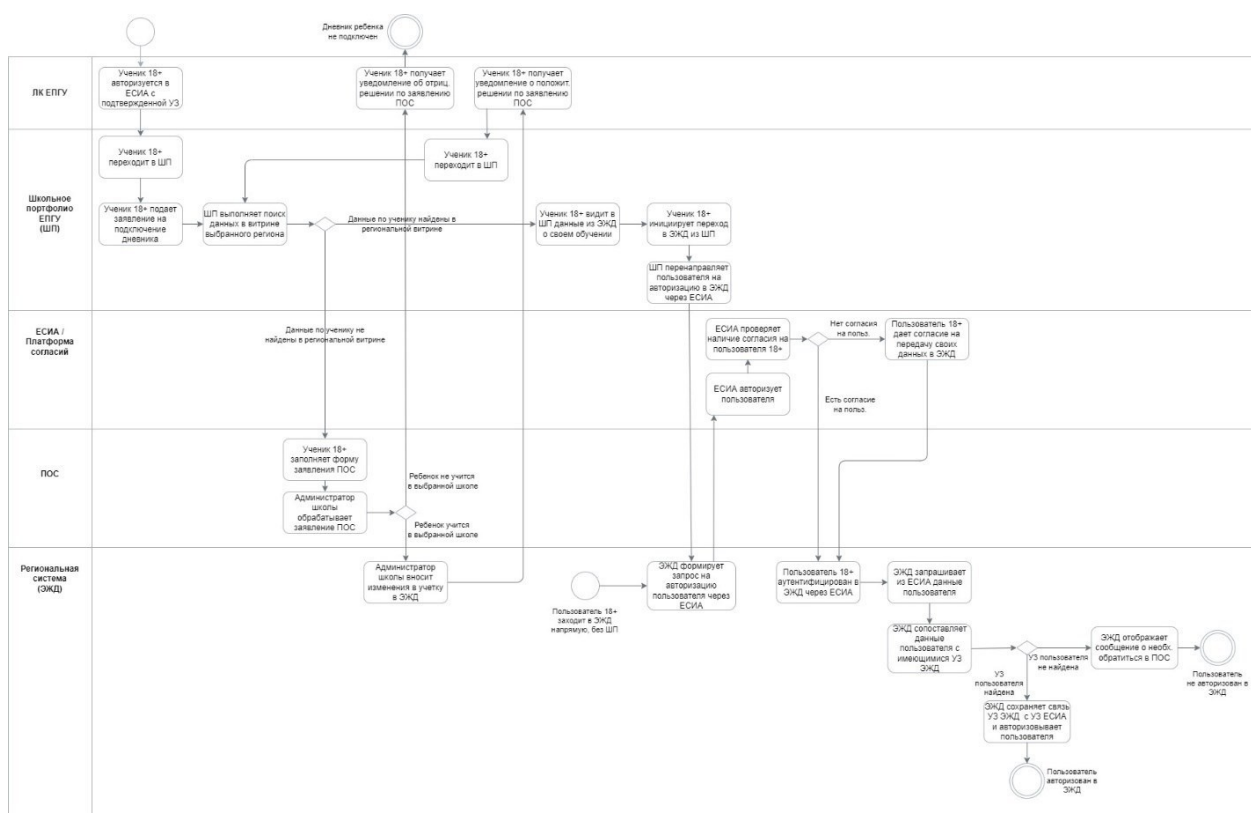 Дневник ребенка
не подключен
ЛК ЕПГУ
Ученик 18+
авторизуется в
ЕСИА с
подтвержденной УЗ
Ученик 18+ получает
уведомление об отриц.
решении по заявлению
ПОС
Ученик 18+ получает
уведомление о положит.
решении по заявлению
ПОС
Школьное
портфолио
ЕПГУ
(ШП)
Ученик 18+
переходит в ШП
Ученик 18+
переходит в ШП
Ученик 18+ подает
заявление на
подключение
дневника
ШП выполняет поиск
данных в витрине
выбранного региона
Данные по ученику найдены в
региональной витрине
Ученик 18+ видит в
ШП данные из ЭЖД
о своем обучении
Ученик 18+
инициирует переход
в ЭЖД из ШП
ШП перенаправляет
пользователя на
авторизацию в ЭЖД
через ЕСИА
ЕСИА /
Платформа
согласий
Данные по ученику не
найдены в региональной витрине
ЕСИА проверяет
наличие согласия на
пользователя 18+
Нет согласия
на польз.
Пользователь 18+
дает согласие на
передачу своих
данных в ЭЖД
ЕСИА авторизует
пользователя
Есть согласие
на польз.
ПОС
Ученик 18+
заполняет форму
заявления ПОС
Администратор
школы
обрабатывает
заявление ПОС
Ребенок не учится
в выбранной школе
Ребенок учится
в выбранной школе
Региональная
система
(ЭЖД)
Администратор
школы вносит
изменения в учетку
в ЭЖД
Пользователь 18+
заходит в ЭЖД
напрямую, без ШП
ЭЖД формирует
запрос на
авторизацию
пользователя через
ЕСИА
Пользователь 18+
аутентифицирован в
ЭЖД через ЕСИА
ЭЖД запрашивает
из ЕСИА данные
пользователя
ЭЖД сопоставляет
данные
пользователя с
имеющимися УЗ
ЭЖД
УЗ пользователя
не найдена
ЭЖД отображает
сообщение о необх.
обратиться в ПОС
Пользователь
не авторизован в
ЭЖД
УЗ
пользователя
найдена
ЭЖД сохраняет связь
УЗ ЭЖД с УЗ ЕСИА
и авторизовывает
пользователя
Пользователь
авторизован в
ЭЖД